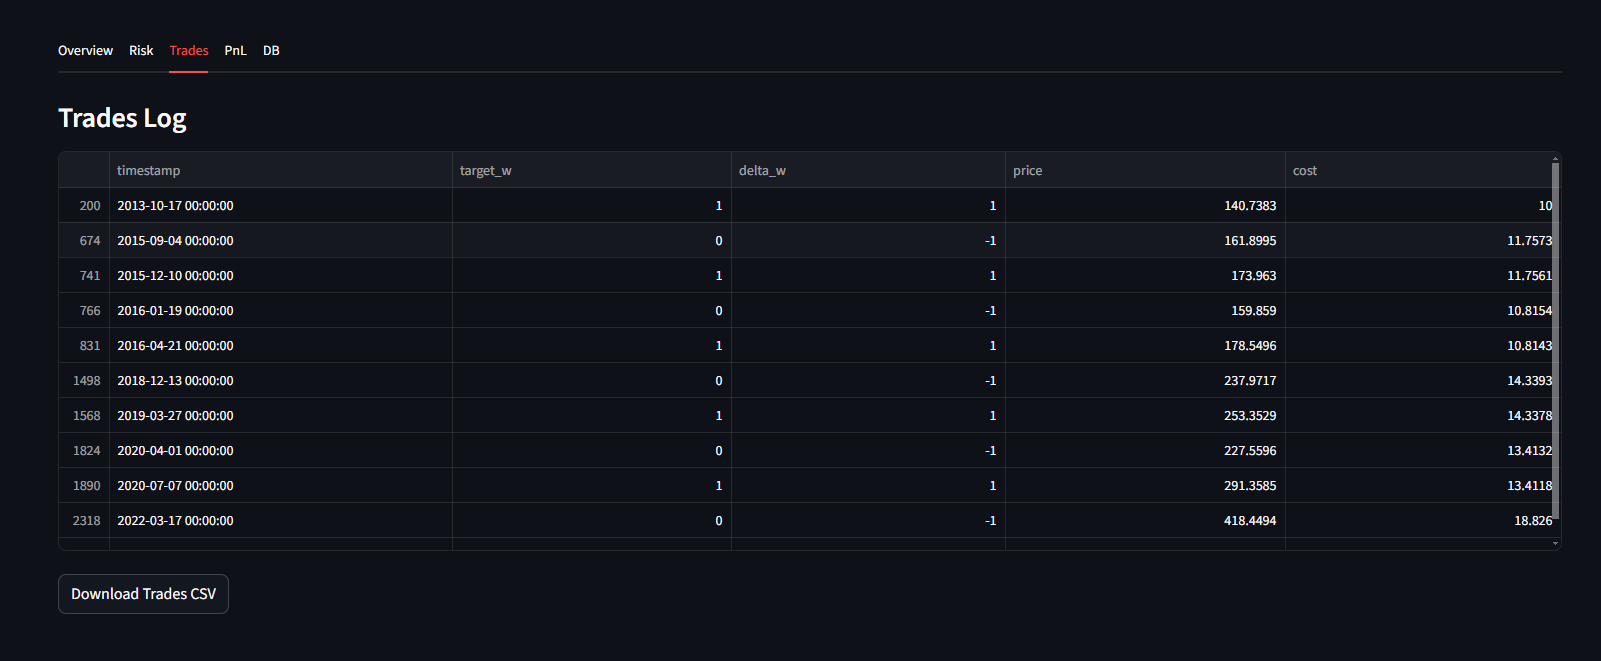 Overview Risk Trades PnL DB
Trades Log
timestamp target_w delta_w price cost
200 2013-10-17 00:00:00 1 1 140.7383 10
674 2015-09-04 00:00:00 0 -1 161.8995 11.7573
741 2015-12-10 00:00:00 1 1 173.963 11.7561
766 2016-01-19 00:00:00 0 -1 159.859 10.8154
831 2016-04-21 00:00:00 1 1 178.5496 10.8143
1498 2018-12-13 00:00:00 0 -1 237.9717 14.3393
1568 2019-03-27 00:00:00 1 1 253.3529 14.3378
1824 2020-04-01 00:00:00 0 -1 227.5596 13.4132
1890 2020-07-07 00:00:00 1 1 291.3585 13.4118
2318 2022-03-17 00:00:00 0 -1 418.4494 18.826
Download Trades CSV